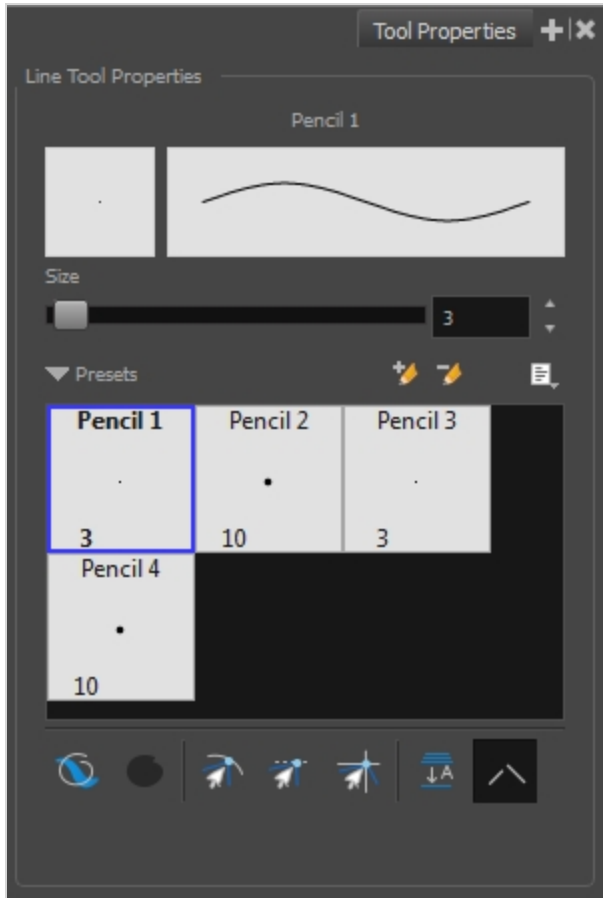 Tool Properties
Line Tool Properties
Pencil 1
Size
3
Presets
Pencil 1 Pencil 2 Pencil 3
3 10 3
Pencil 4
10
A